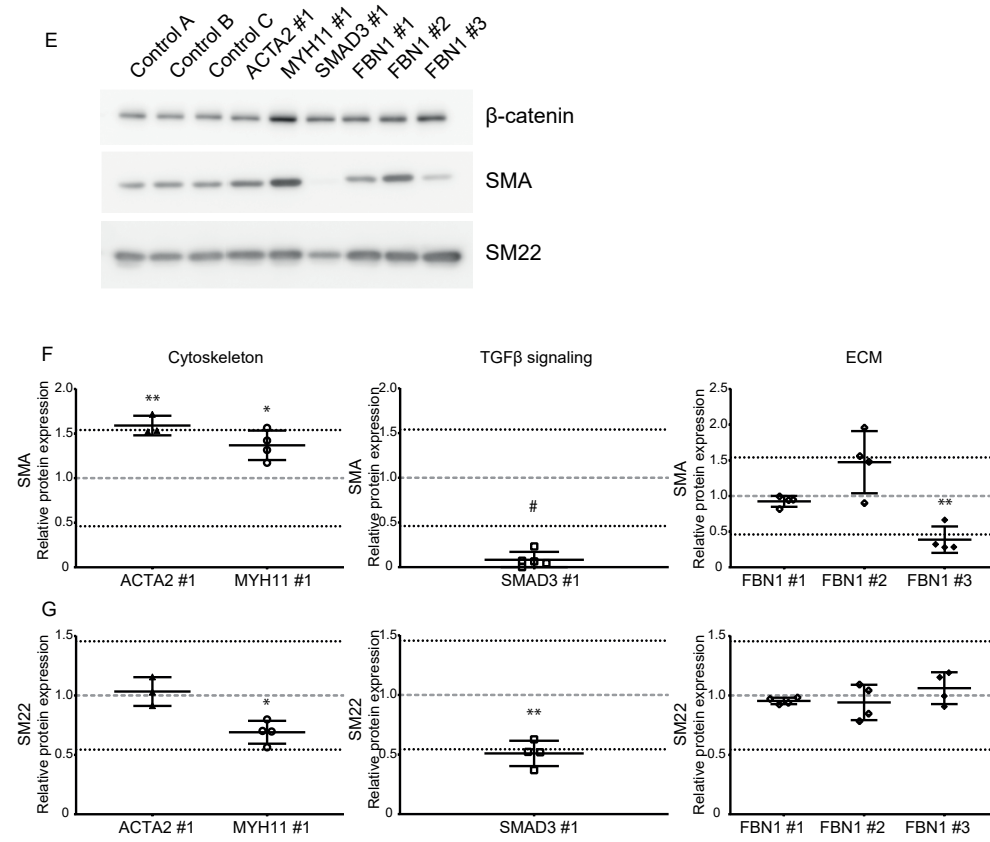 E
Control A
Control B
Control C
ACTA2 #1
MYH11 #1
SMAD3 #1
FBN1 #1
FBN1 #2
FBN1 #3
β-catenin
SMA
SM22
F
Cytoskeleton
TGFβ signaling
ECM
SMA
Relative protein expression
2.0
1.5
1.0
0.5
0
**
*
ACTA2 #1
MYH11 #1
SMA
Relative protein expression
2.0
1.5
1.0
0.5
0
#
SMAD3 #1
SMA
Relative protein expression
2.5
2.0
1.5
1.0
0.5
0
**
FBN1 #1
FBN1 #2
FBN1 #3
G
SM22
Relative protein expression
1.5
1.0
0.5
0
*
ACTA2 #1
MYH11 #1
SM22
Relative protein expression
1.5
1.0
0.5
0
**
SMAD3 #1
SM22
Relative protein expression
1.5
1.0
0.5
0
FBN1 #1
FBN1 #2
FBN1 #3